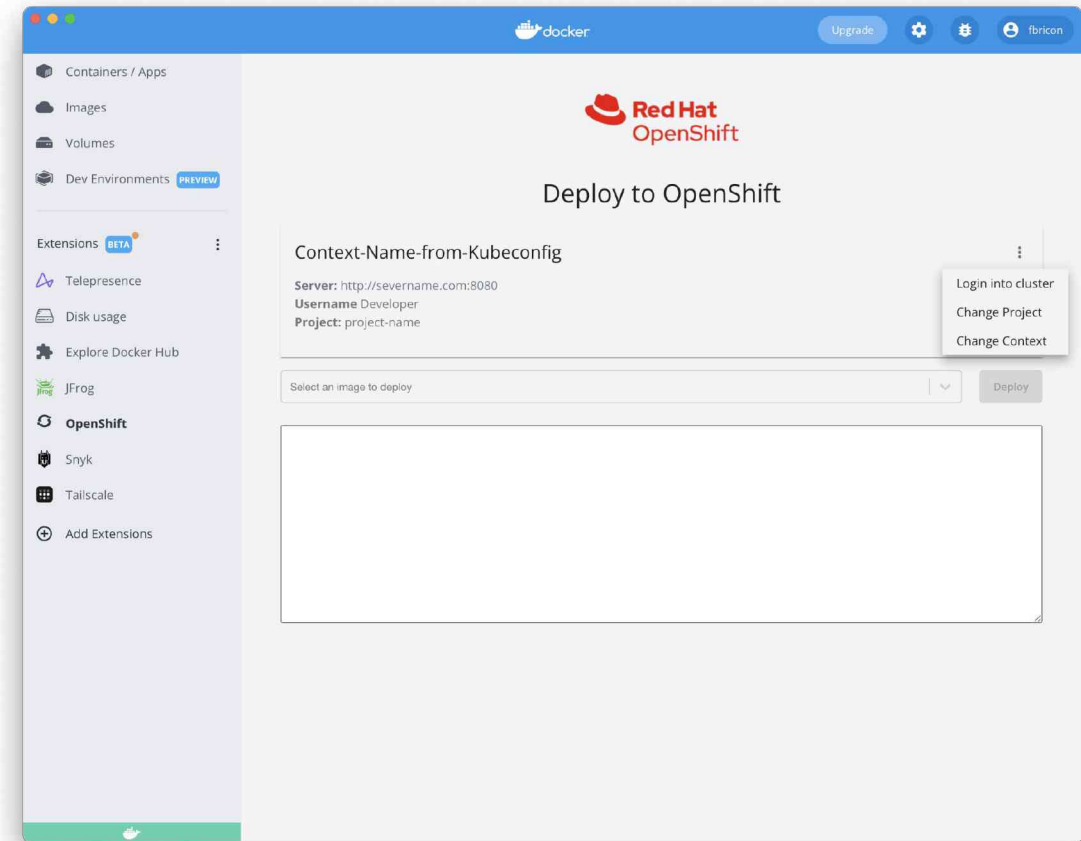 docker
Upgrade
fbricon
Containers / Apps
Images
Volumes
Dev Environments PREVIEW
Extensions BETA
Telepresence
Disk usage
Explore Docker Hub
JFrog
JFrog
OpenShift
Snyk
Tailscale
Add Extensions
Red Hat
OpenShift
Deploy to OpenShift
Context-Name-from-Kubeconfig
Server: http://severname.com:8080
Username Developer
Project: project-name
Login into cluster
Change Project
Change Context
Select an image to deploy
Deploy